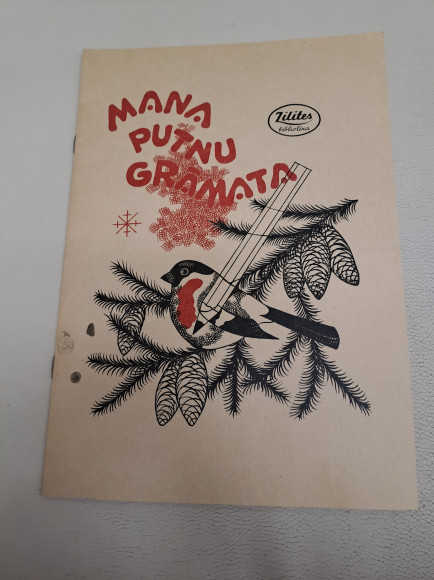 MANA
PUTNU
GRĀMATA
Zīlītes
bibliotēka